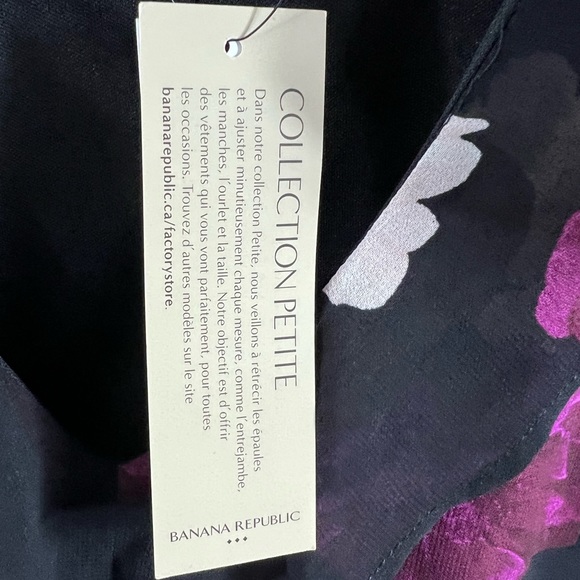 COLLECTION PETITE
Dans notre collection Petite, nous veillons à rétrécir les épaules
et à ajuster minutieusement chaque mesure, comme l'entrejambe,
les manches, l'ourlet et la taille. Notre objectif est d'offrir
des vêtements qui vous vont parfaitement, pour toutes
les occasions. Trouvez d'autres modèles sur le site
bananarepublic.ca/factorystore.
BANANA REPUBLIC